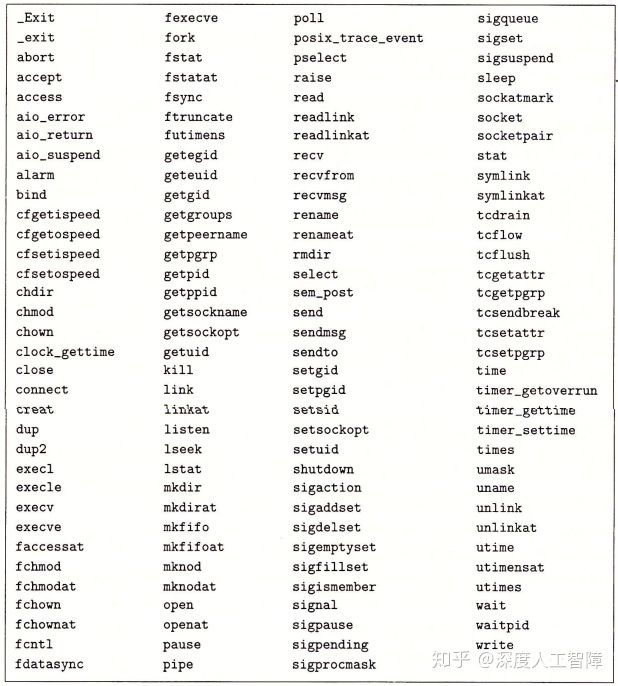 _Exit fexecve poll sigqueue
_exit fork posix_trace_event sigset
abort fstat pselect sigsuspend
accept fstatat raise sleep
access fsync read sockatmark
aio_error ftruncate readlink socket
aio_return futimens readlinkat socketpair
aio_suspend getegid recv stat
alarm geteuid recvfrom symlink
bind getgid recvmsg symlinkat
cfgetispeed getgroups rename tcdrain
cfgetospeed getpeername renameat tcflow
cfsetispeed getpgrp rmdir tcflush
cfsetospeed getpid select tcgetattr
chdir getppid sem_post tcgetpgrp
chmod getsockname send tcsendbreak
chown getsockopt sendmsg tcsetattr
clock_gettime getuid sendto tcsetpgrp
close kill setgid time
connect link setpgid timer_getoverrun
creat linkat setsid timer_gettime
dup listen setsockopt timer_settime
dup2 lseek setuid times
execl lstat shutdown umask
execle mkdir sigaction uname
execv mkdirat sigaddset unlink
execve mkfifo sigdelset unlinkat
faccessat mkfifoat sigemptyset utime
fchmod mknod sigfillset utimensat
fchmodat mknodat sigismember utimes
fchown open signal wait
fchownat openat sigpause waitpid
fcntl pause sigpending write
fdatasync pipe sigprocmask
知乎 @深度人工智障